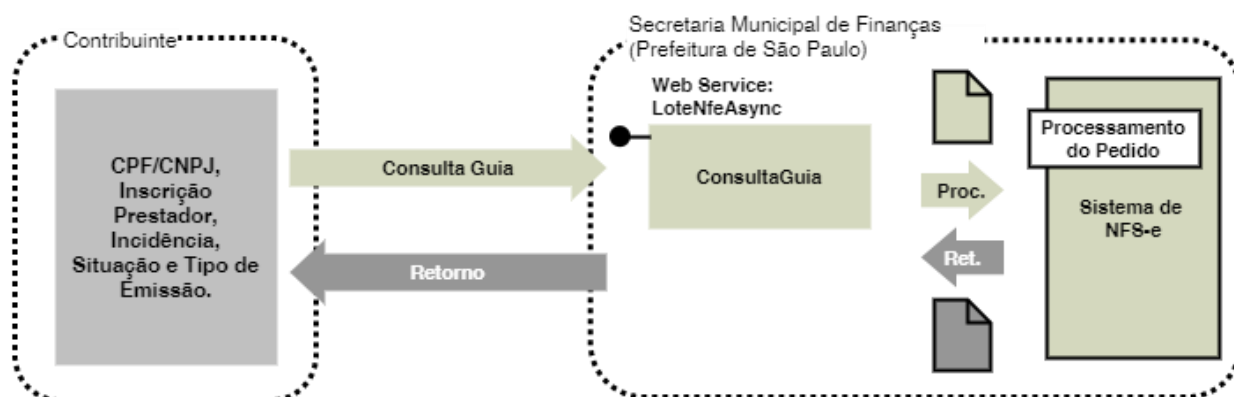 Contribuinte
CPF/CNPJ,
Inscrição
Prestador,
Incidência,
Situação e Tipo de
Emissão.
Consulta Guia
Retorno
Secretaria Municipal de Finanças
(Prefeitura de São Paulo)
Web Service:
LoteNfeAsync
ConsultaGuia
Proc.
Ret.
Processamento
do Pedido
Sistema de
NFS-e